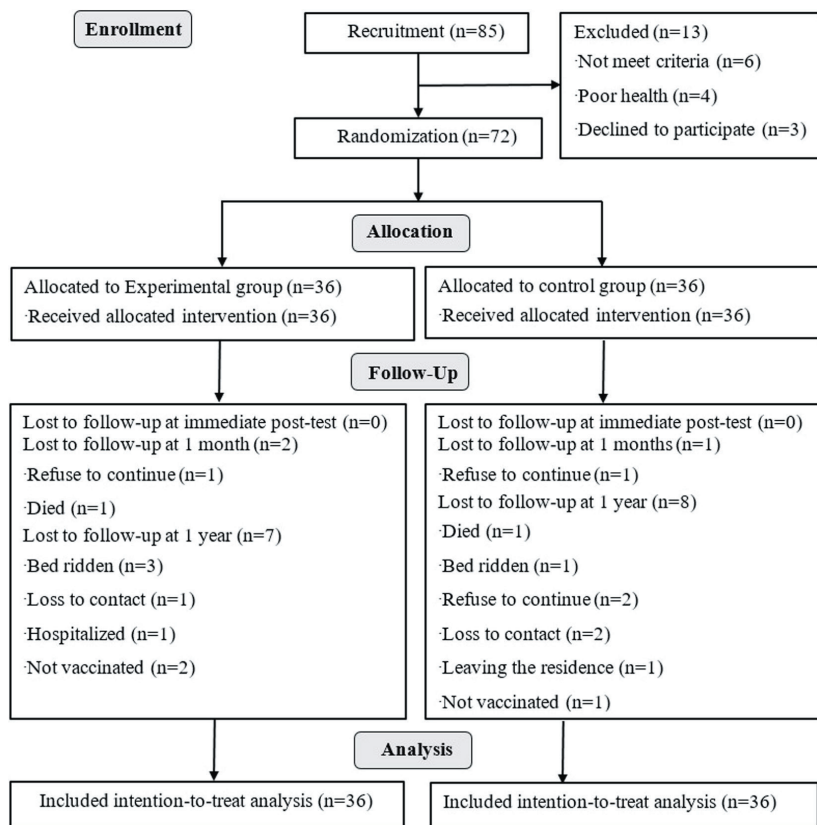 Enrollment
Recruitment (n=85)
Excluded (n=13)
·Not meet criteria (n=6)
·Poor health (n=4)
·Declined to participate (n=3)
Randomization (n=72)
Allocation
Allocated to Experimental group (n=36)
·Received allocated intervention (n=36)
Allocated to control group (n=36)
·Received allocated intervention (n=36)
Follow-Up
Lost to follow-up at immediate post-test (n=0)
Lost to follow-up at 1 month (n=2)
·Refuse to continue (n=1)
·Died (n=1)
Lost to follow-up at 1 year (n=7)
·Bed ridden (n=3)
·Loss to contact (n=1)
·Hospitalized (n=1)
·Not vaccinated (n=2)
Lost to follow-up at immediate post-test (n=0)
Lost to follow-up at 1 months (n=1)
·Refuse to continue (n=1)
Lost to follow-up at 1 year (n=8)
·Died (n=1)
·Bed ridden (n=1)
·Refuse to continue (n=2)
·Loss to contact (n=2)
·Leaving the residence (n=1)
·Not vaccinated (n=1)
Analysis
Included intention-to-treat analysis (n=36)
Included intention-to-treat analysis (n=36)